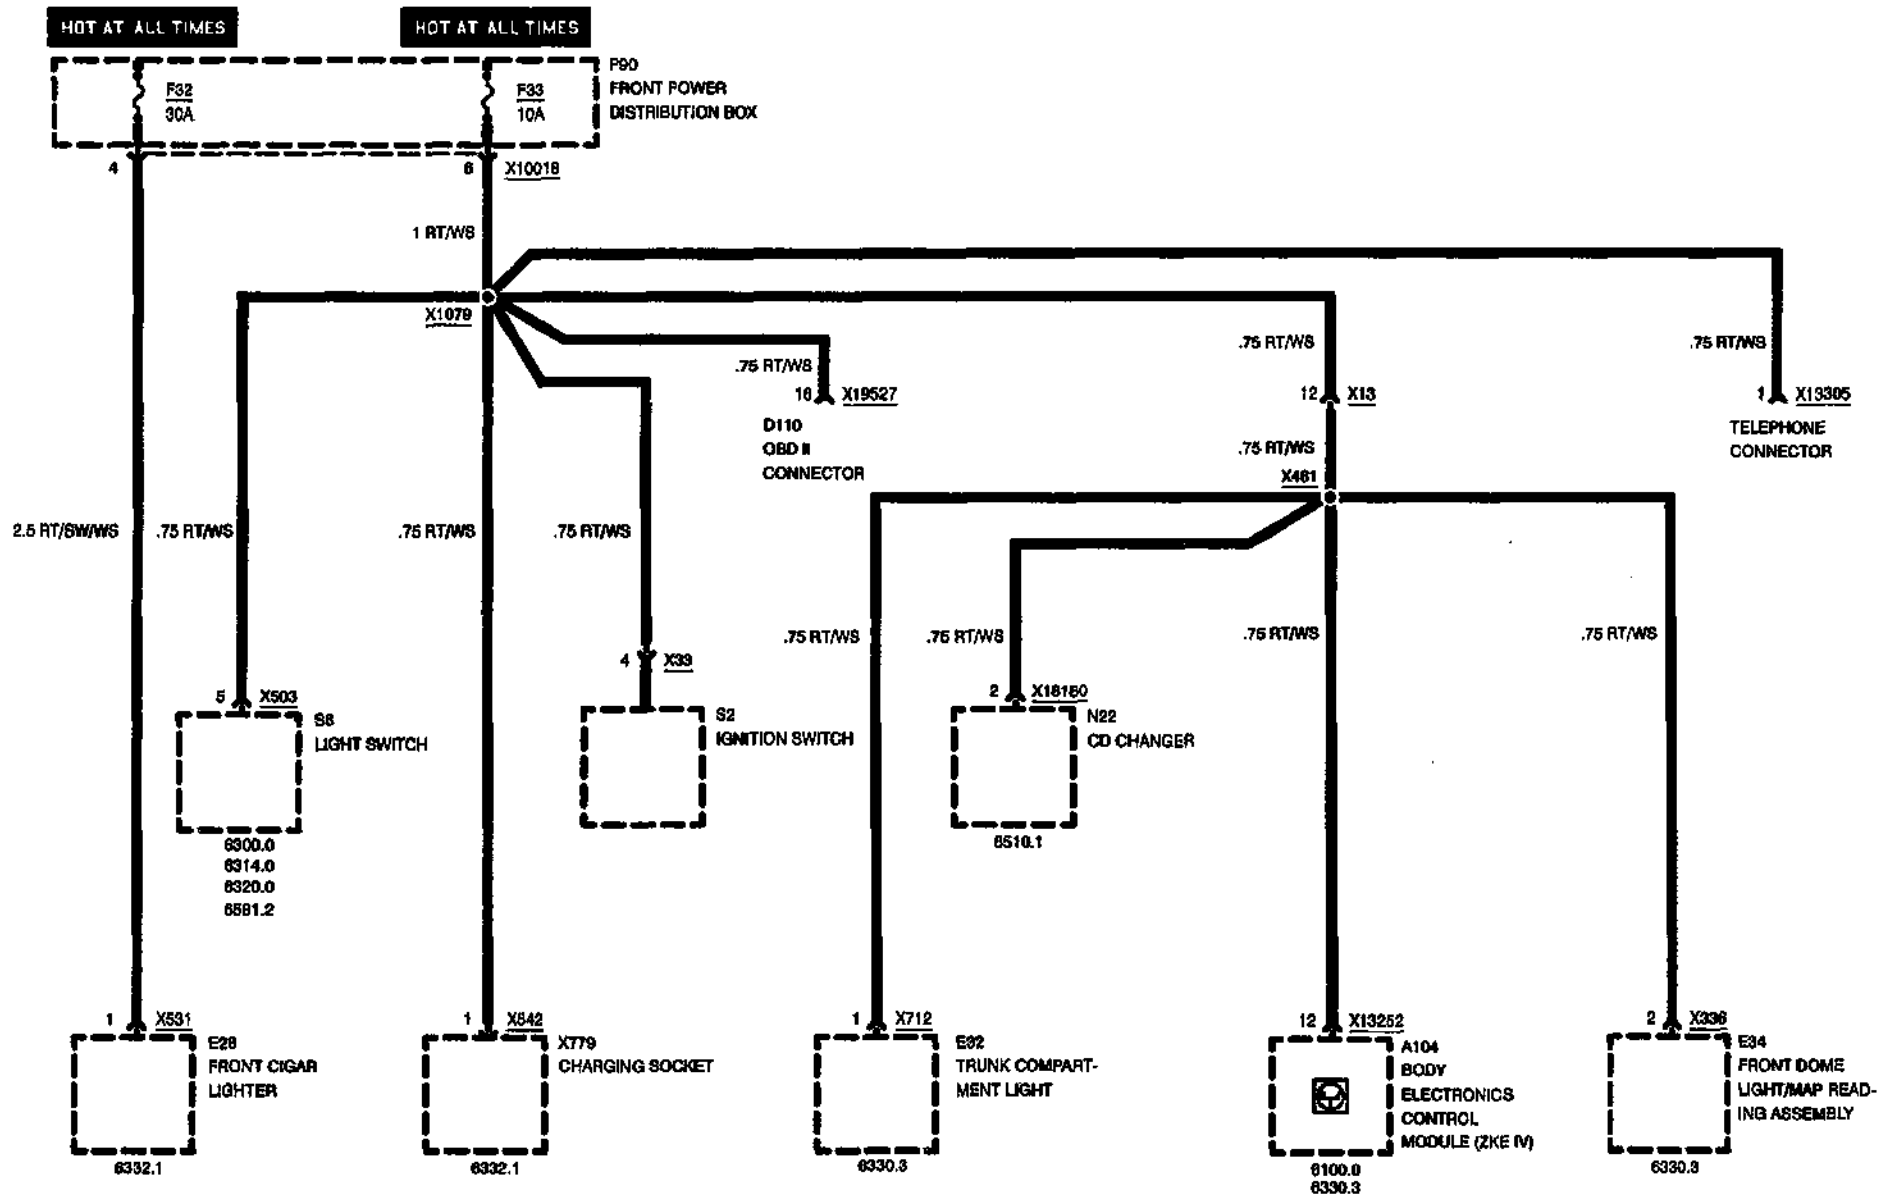 HOT AT ALL TIMES
HOT AT ALL TIMES
F32
30A
F33
10A
P90
FRONT POWER
DISTRIBUTION BOX
4
6
X10018
1 RT/WS
X1079
.75 RT/WS
16
X19527
D110
OBD II
CONNECTOR
.75 RT/WS
12
X13
.75 RT/WS
X461
.75 RT/WS
1
X13305
TELEPHONE
CONNECTOR
2.5 RT/SW/WS
.75 RT/WS
.75 RT/WS
.75 RT/WS
.75 RT/WS
.75 RT/WS
.75 RT/WS
.75 RT/WS
5
X503
S8
LIGHT SWITCH
6300.0
6314.0
6320.0
6581.2
4
X33
S2
IGNITION SWITCH
2
X18180
N22
CD CHANGER
6510.1
1
X531
E28
FRONT CIGAR
LIGHTER
6332.1
1
X542
X779
CHARGING SOCKET
6332.1
1
X712
E32
TRUNK COMPART-
MENT LIGHT
6330.3
12
X13252
A104
BODY
ELECTRONICS
CONTROL
MODULE (ZKE IV)
6100.0
6330.3
2
X336
E34
FRONT DOME
LIGHT/MAP READ-
ING ASSEMBLY
6330.3